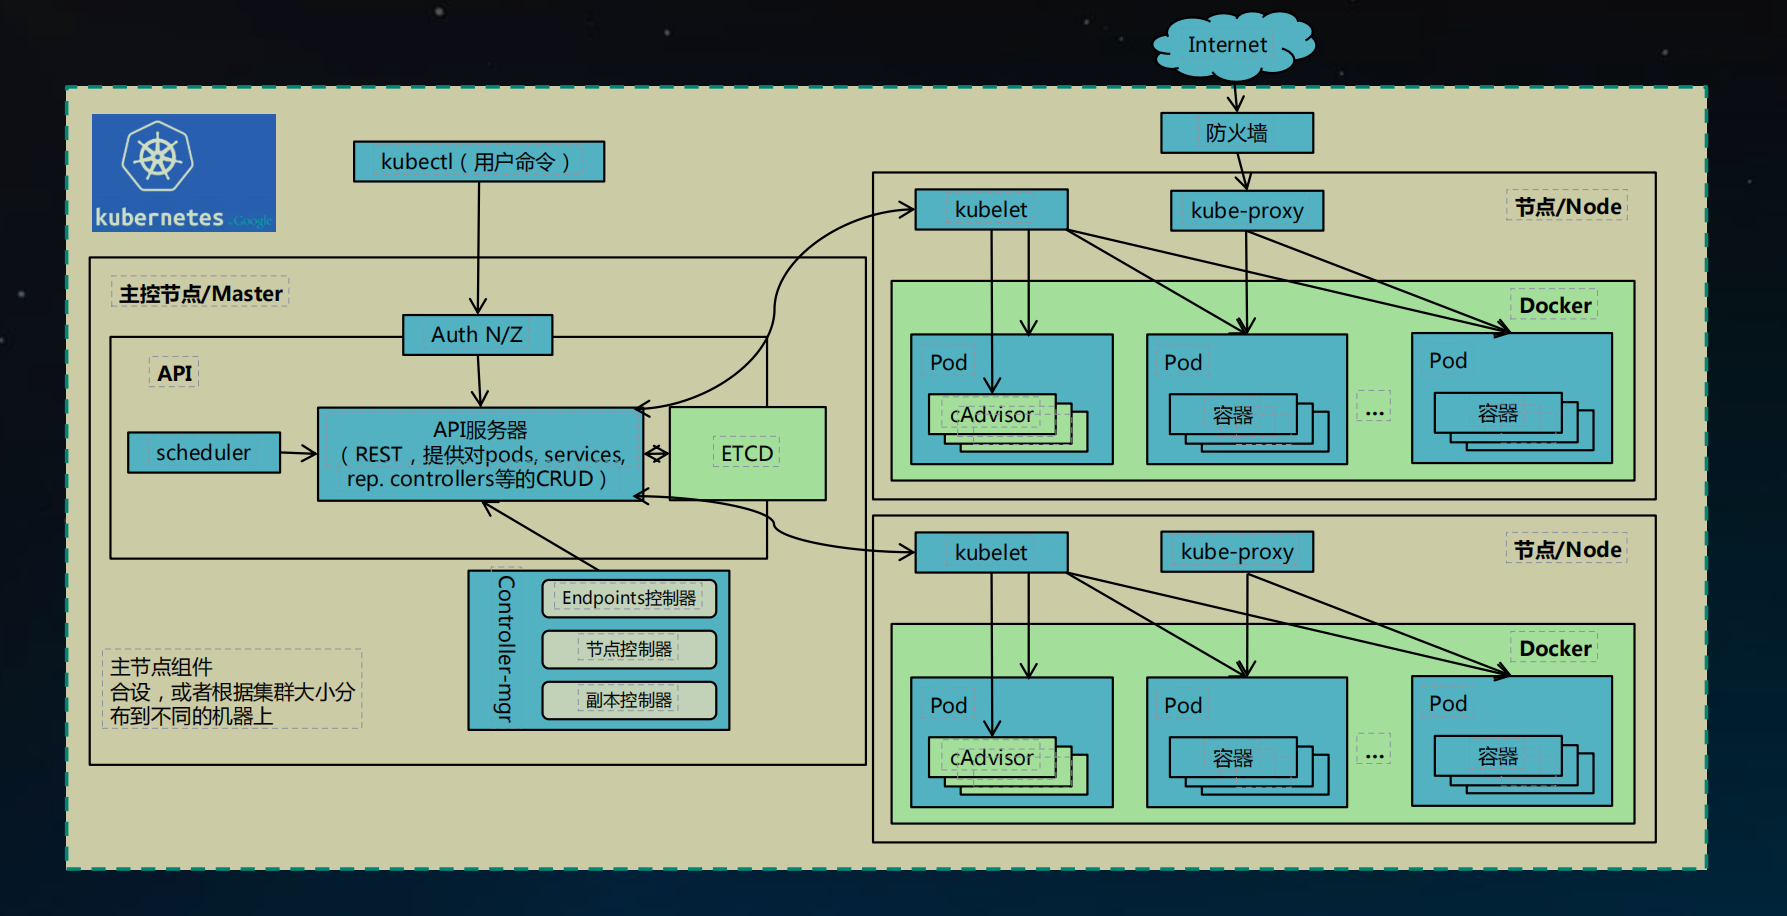 Internet
防火墙
kubernetes
by Google
kubectl（用户命令）
主控节点/Master
Auth N/Z
API
scheduler
API服务器
（REST，提供对pods, services,
rep. controllers等的CRUD）
ETCD
Controller-mgr
Endpoints控制器
节点控制器
副本控制器
主节点组件
合设，或者根据集群大小分
布到不同的机器上
kubelet
kube-proxy
节点/Node
Docker
Pod
cAdvisor
Pod
容器
...
Pod
容器
kubelet
kube-proxy
节点/Node
Docker
Pod
cAdvisor
Pod
容器
...
Pod
容器